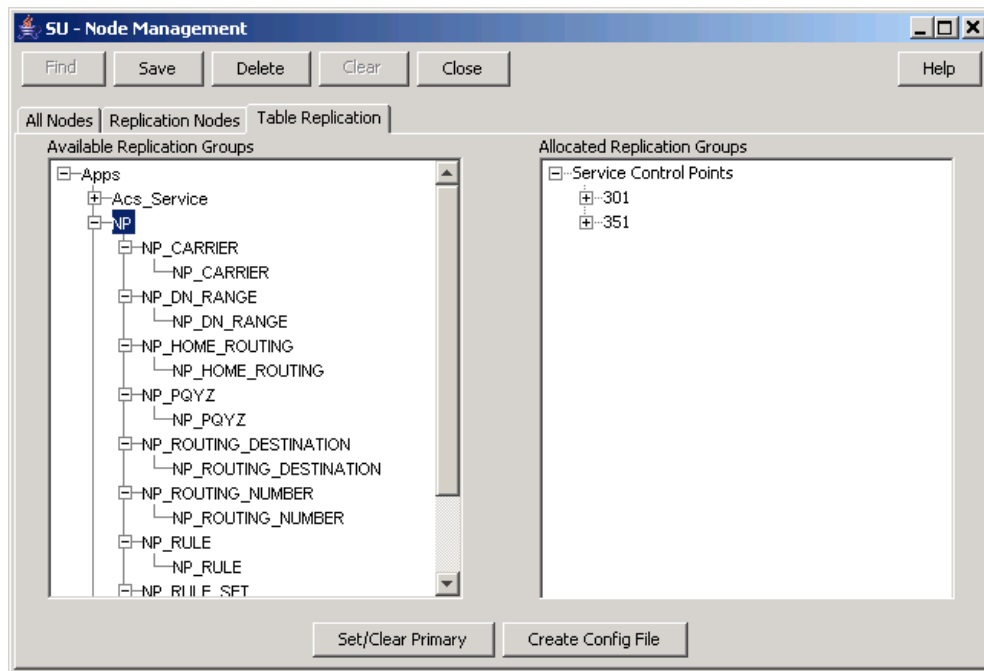 SU - Node Management
Find Save Delete Clear Close Help
All Nodes Replication Nodes Table Replication
Available Replication Groups
Apps
Acs_Service
NP
NP_CARRIER
NP_CARRIER
NP_DN_RANGE
NP_DN_RANGE
NP_HOME_ROUTING
NP_HOME_ROUTING
NP_PQYZ
NP_PQYZ
NP_ROUTING_DESTINATION
NP_ROUTING_DESTINATION
NP_ROUTING_NUMBER
NP_ROUTING_NUMBER
NP_RULE
NP_RULE
NP_RULE_SET
Allocated Replication Groups
Service Control Points
301
351
Set/Clear Primary Create Config File